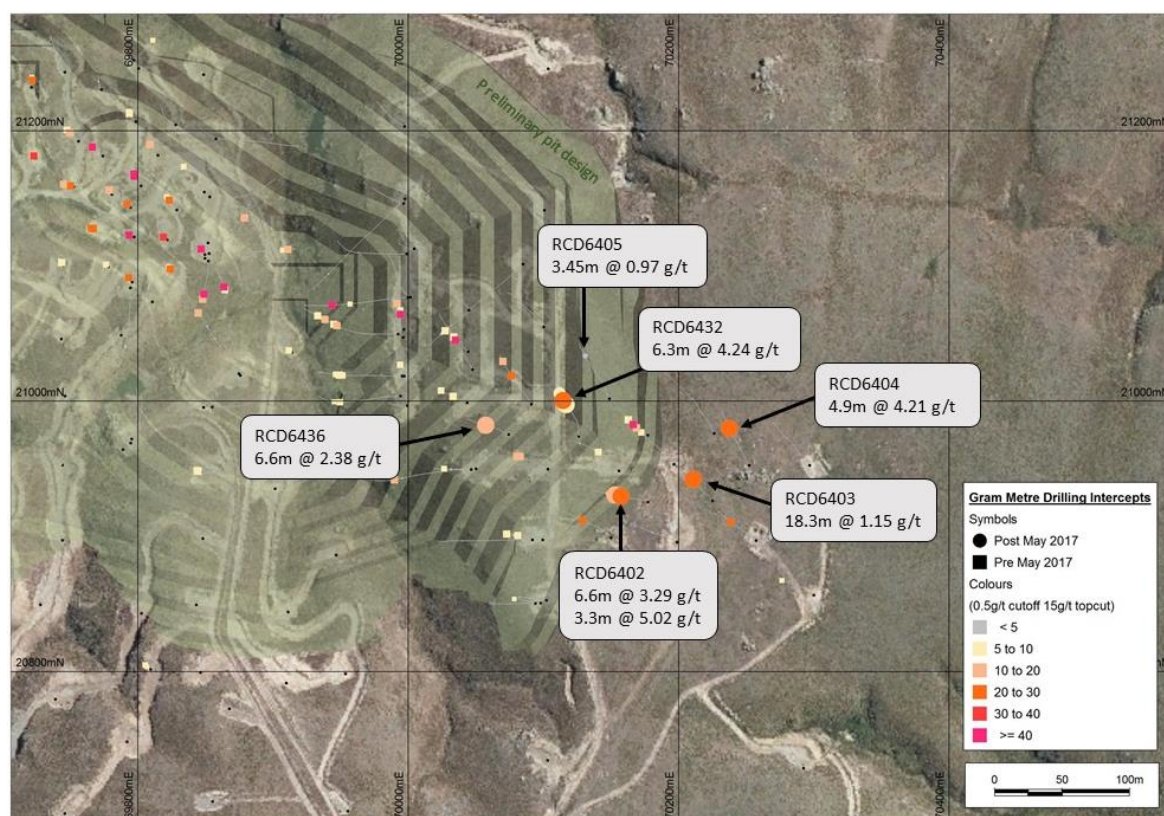 69800mE
70000mE
70200mE
70400mE
21200mN
21200mN
Preliminary pit design
RCD6405
3.45m @ 0.97 g/t
RCD6432
6.3m @ 4.24 g/t
RCD6404
4.9m @ 4.21 g/t
21000mN
21000mN
RCD6436
6.6m @ 2.38 g/t
RCD6403
18.3m @ 1.15 g/t
RCD6402
6.6m @ 3.29 g/t
3.3m @ 5.02 g/t
20800mN
20800mN
69800mE
70000mE
70200mE
70400mE
Gram Metre Drilling Intercepts
Symbols
Post May 2017
Pre May 2017
Colours
(0.5g/t cutoff 15g/t topcut)
< 5
5 to 10
10 to 20
20 to 30
30 to 40
>= 40
0 50 100m